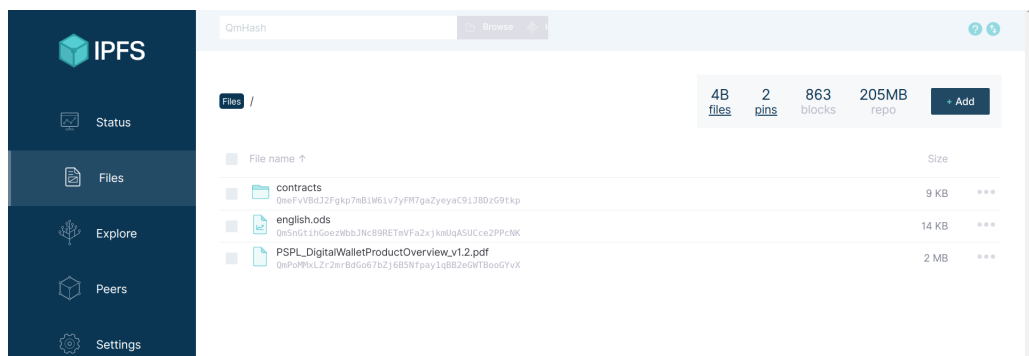 QmHash
Browse
IPFS
Files /
4B 2 863 205MB
files pins blocks repo
+ Add
Status
File name ↑ Size
Files
contracts 9 KB
QmeFvVBdJ2Fgkp7mBiW6iv7yFM7gaZyeyaC9iJ8DzG9tkp
english.ods 14 KB
QmSnGtihGoezWbbJNc89RETmVFa2xjkmUqASUCce2PPcNK
Explore
PSPL_DigitalWalletProductOverview_v1.2.pdf 2 MB
QmPoMMxLZr2mrBdGo67bZj6B5Nfpay1qBB2eGWTBooGYvX
Peers
Settings